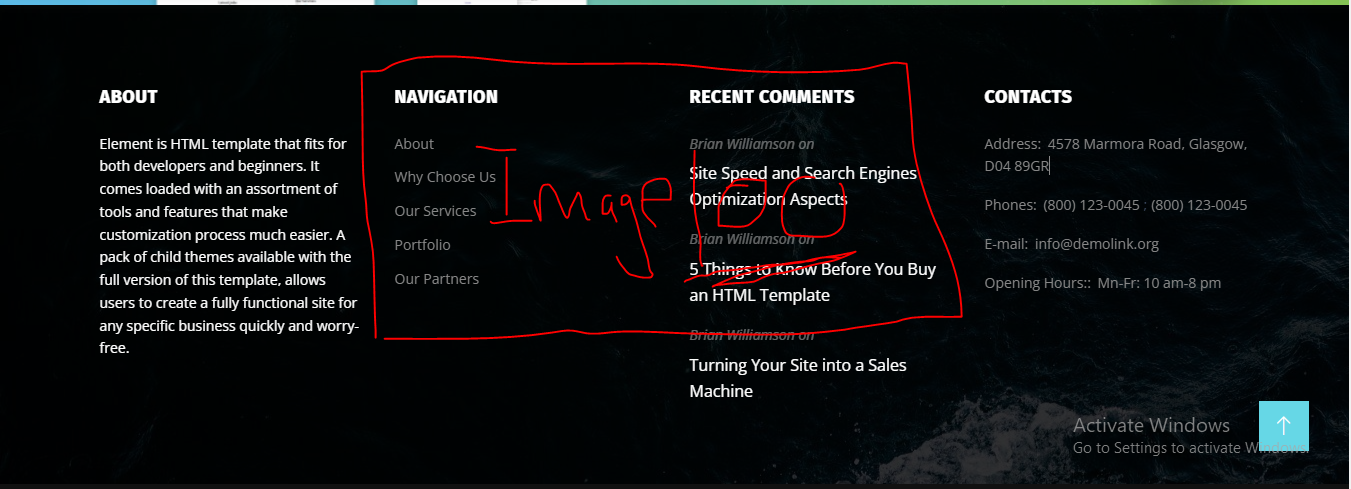 ABOUT
Element is HTML template that fits for
both developers and beginners. It
comes loaded with an assortment of
tools and features that make
customization process much easier. A
pack of child themes available with the
full version of this template, allows
users to create a fully functional site for
any specific business quickly and worry-
free.
NAVIGATION
About
Why Choose Us
Our Services
Portfolio
Our Partners
Image
RECENT COMMENTS
Brian Williamson on
Site Speed and Search Engines
Optimization Aspects
Brian Williamson on
5 Things to Know Before You Buy
an HTML Template
Brian Williamson on
Turning Your Site into a Sales
Machine
CONTACTS
Address: 4578 Marmora Road, Glasgow,
D04 89GR
Phones: (800) 123-0045 ; (800) 123-0045
E-mail: info@demolink.org
Opening Hours:: Mn-Fr: 10 am-8 pm
Activate Windows
Go to Settings to activate Windows.